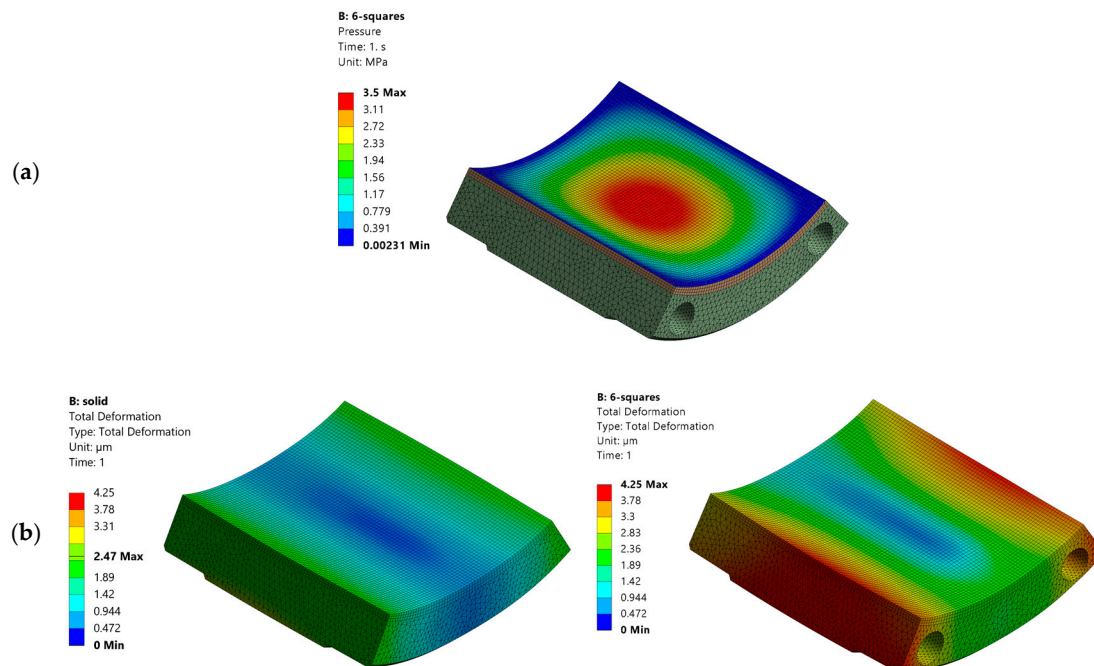 B: 6-squares
Pressure
Time: 1. s
Unit: MPa
3.5 Max
3.11
2.72
2.33
1.94
1.56
1.17
0.779
0.391
0.00231 Min
(a)
B: solid
Total Deformation
Type: Total Deformation
Unit: µm
Time: 1
4.25
3.78
3.31
2.47 Max
1.89
1.42
0.944
0.472
0 Min
B: 6-squares
Total Deformation
Type: Total Deformation
Unit: µm
Time: 1
4.25 Max
3.78
3.3
2.83
2.36
1.89
1.42
0.944
0.472
0 Min
(b)